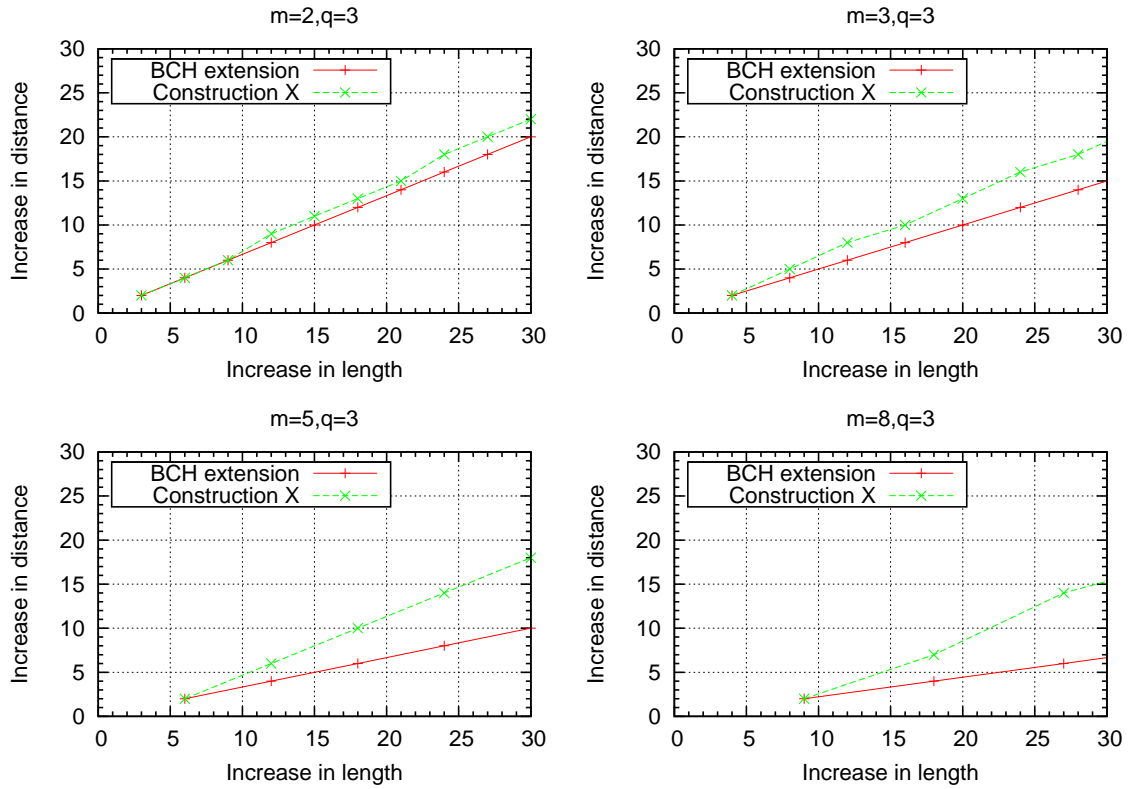 m=2,q=3
30
25
20
15
10
5
0
0 5 10 15 20 25 30
Increase in distance
Increase in length
BCH extension
Construction X
m=3,q=3
30
25
20
15
10
5
0
0 5 10 15 20 25 30
Increase in distance
Increase in length
BCH extension
Construction X
m=5,q=3
30
25
20
15
10
5
0
0 5 10 15 20 25 30
Increase in distance
Increase in length
BCH extension
Construction X
m=8,q=3
30
25
20
15
10
5
0
0 5 10 15 20 25 30
Increase in distance
Increase in length
BCH extension
Construction X